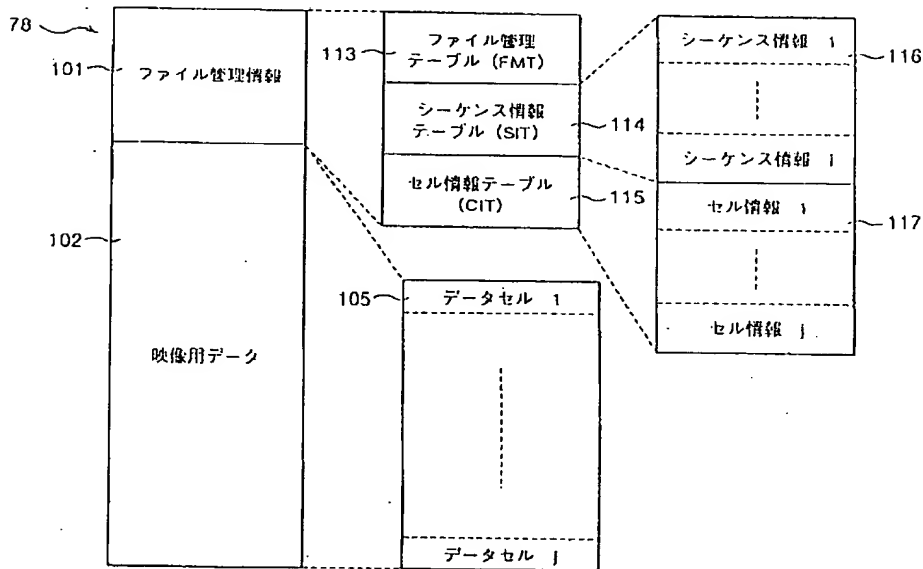 78
101
ファイル管理情報
102
映像用データ
113
ファイル管理
テーブル (FMT)
シーケンス情報
テーブル (SIT)
114
セル情報テーブル
(CIT)
115
105
データセル 1
データセル j
シーケンス情報 1
116
シーケンス情報 i
セル情報 1
117
セル情報 j